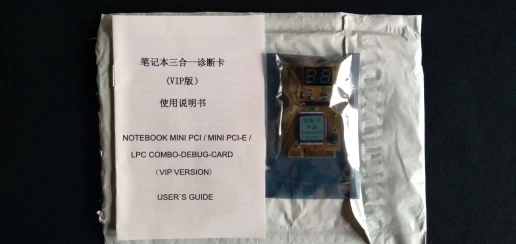 笔记本三合一诊断卡
（VIP版）
使用说明书
NOTEBOOK MINI PCI / MINI PCI-E /
LPC COMBO-DEBUG-CARD
（VIP VERSION）
USER`S GUIDE